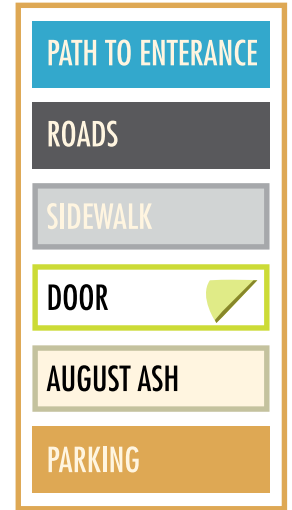 PATH TO ENTERANCE
ROADS
SIDEWALK
DOOR
AUGUST ASH
PARKING